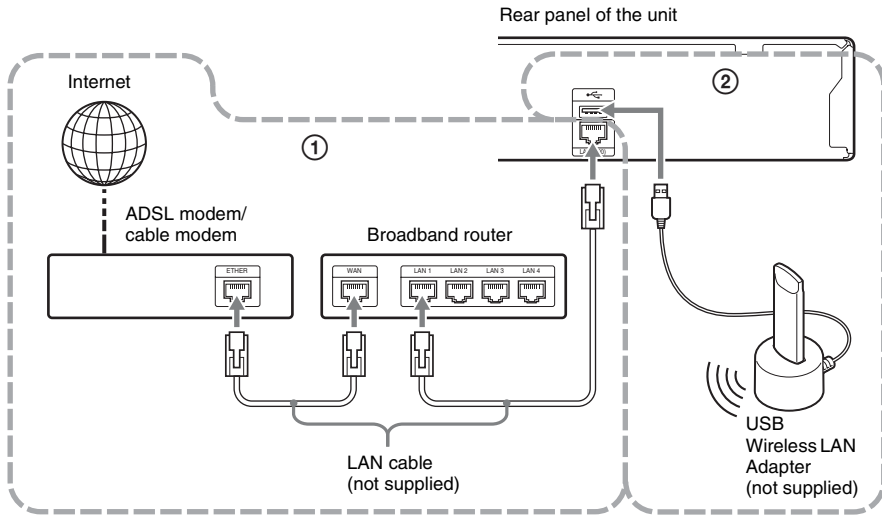 Rear panel of the unit
Internet
①
②
ADSL modem/
cable modem
Broadband router
ETHER
WAN
LAN 1
LAN 2
LAN 3
LAN 4
LAN cable
(not supplied)
USB
Wireless LAN
Adapter
(not supplied)